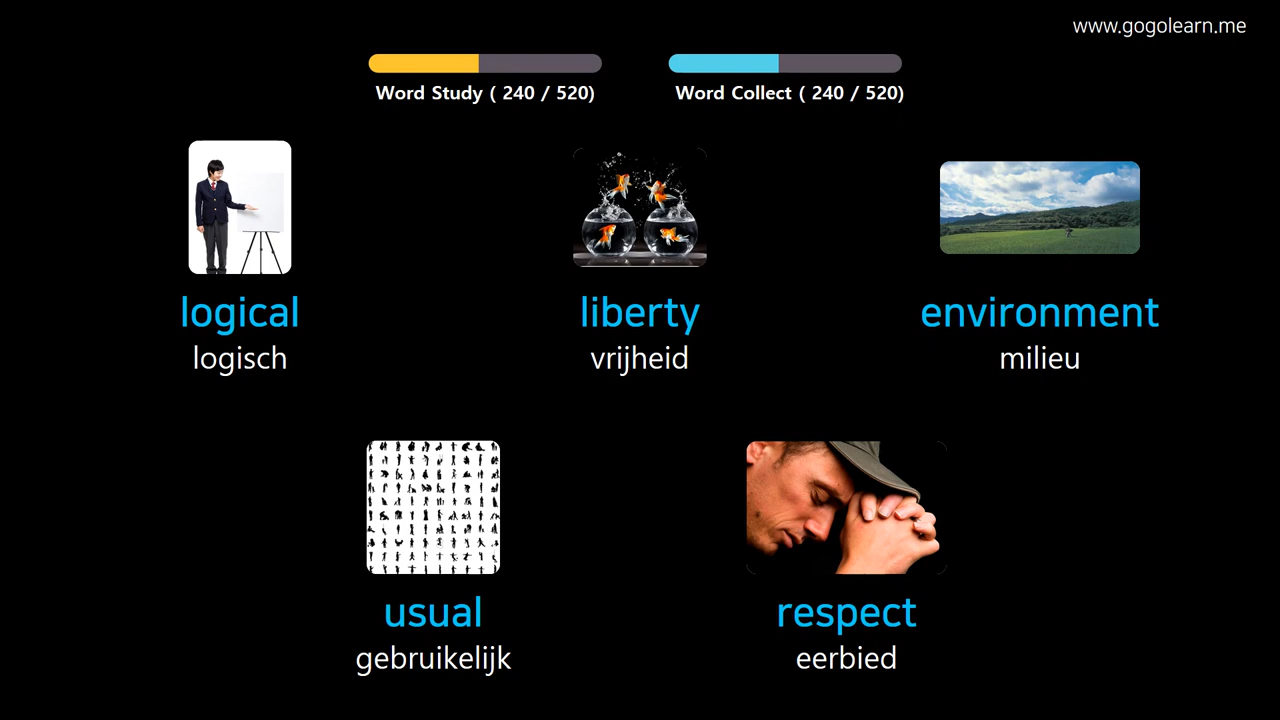 www.gogolearn.me
Word Study ( 240 / 520)
Word Collect ( 240 / 520)
logical
logisch
liberty
vrijheid
environment
milieu
usual
gebruikelijk
respect
eerbied